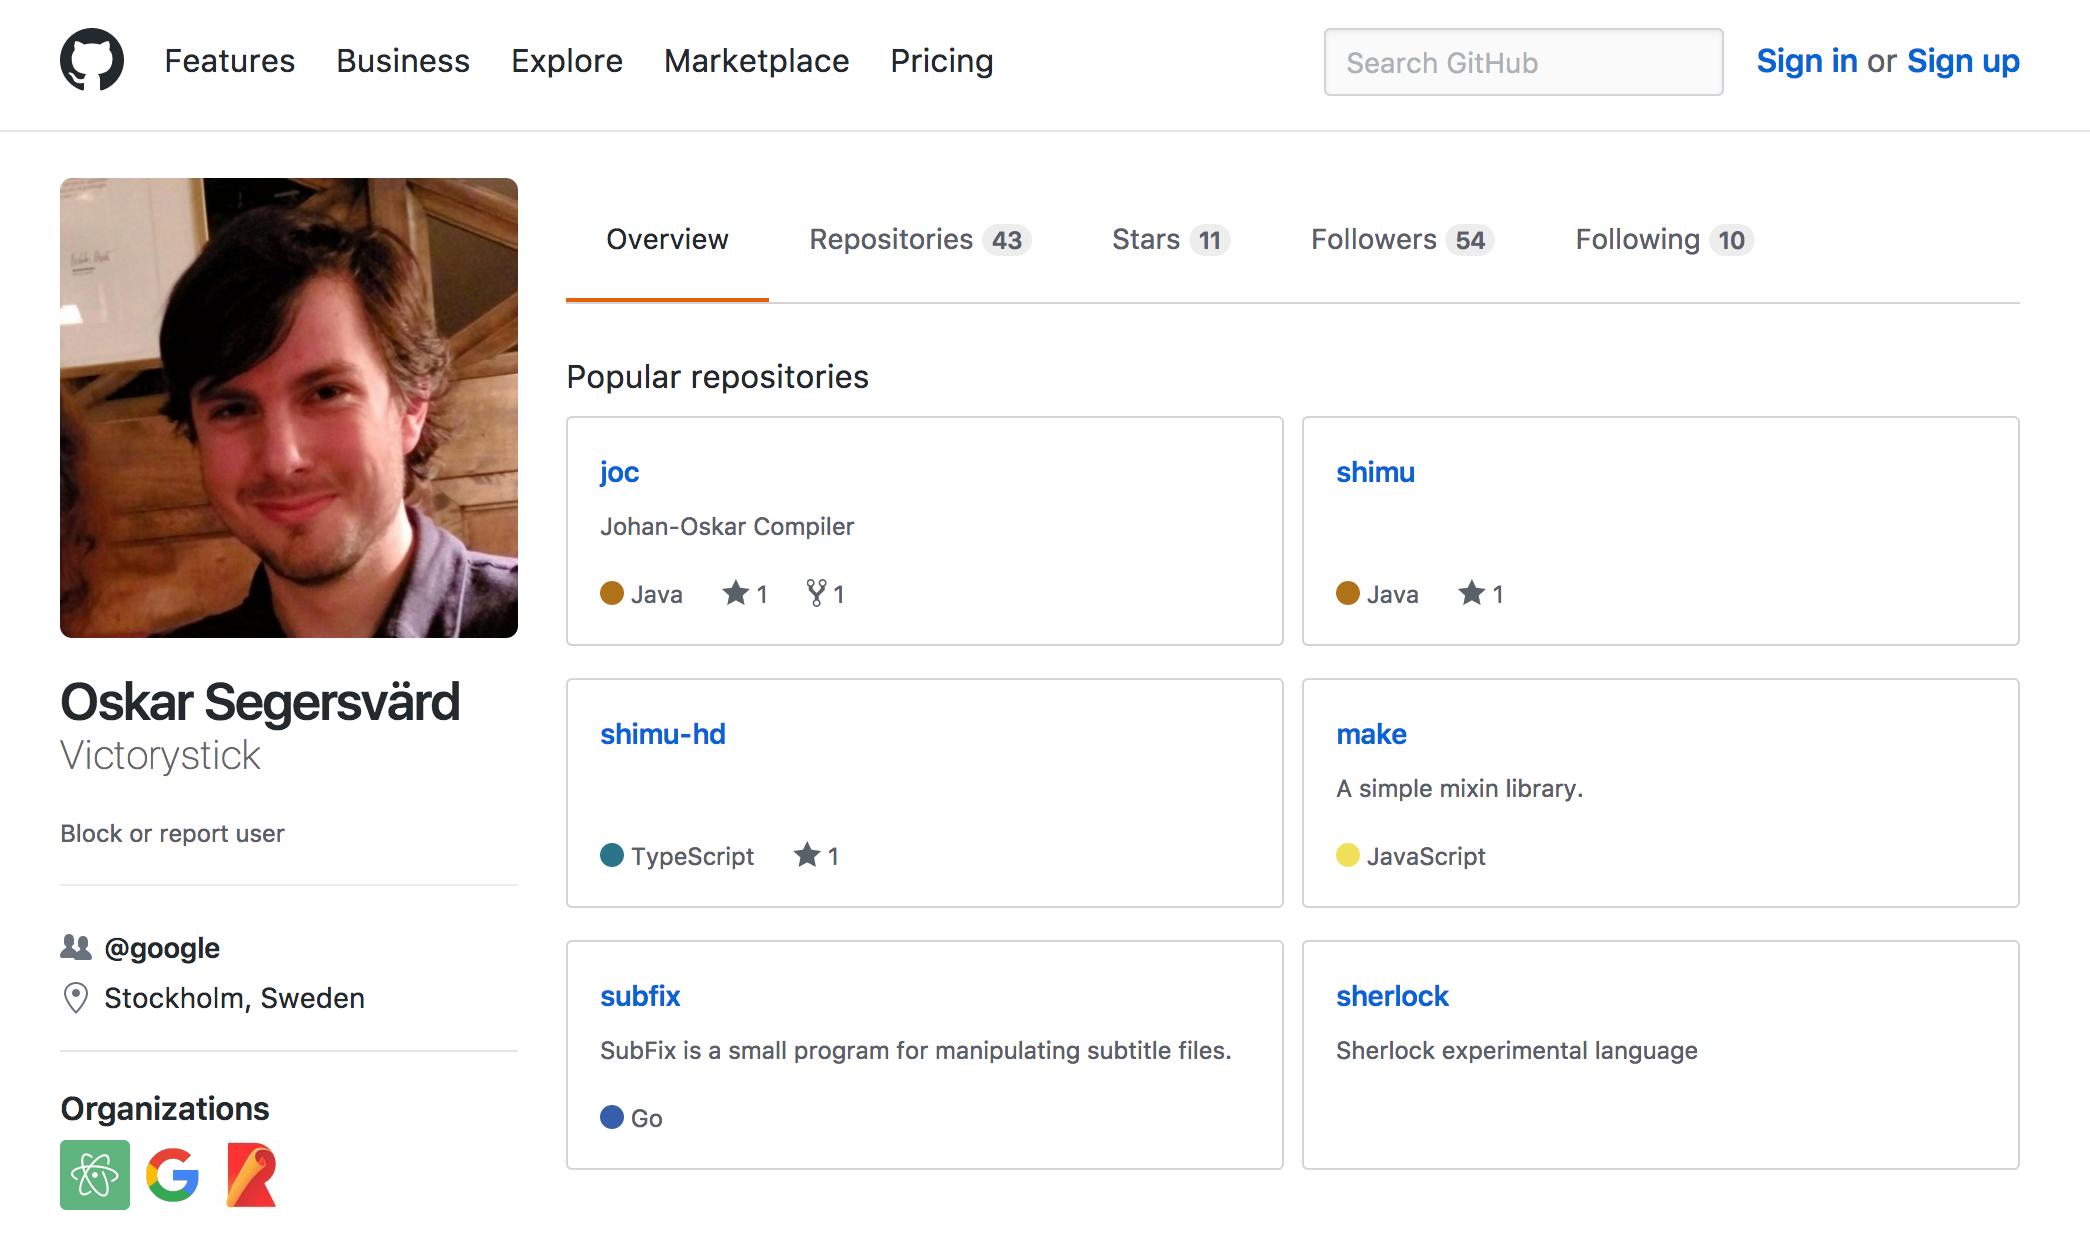 Features Business Explore Marketplace Pricing Search GitHub Sign in or Sign up
Overview Repositories 43 Stars 11 Followers 54 Following 10
Popular repositories
joc
Johan-Oskar Compiler
Java 1 1
shimu
Java 1
shimu-hd
TypeScript 1
make
A simple mixin library.
JavaScript
subfix
SubFix is a small program for manipulating subtitle files.
Go
sherlock
Sherlock experimental language
Oskar Segersvärd
Victorystick
Block or report user
@google
Stockholm, Sweden
Organizations